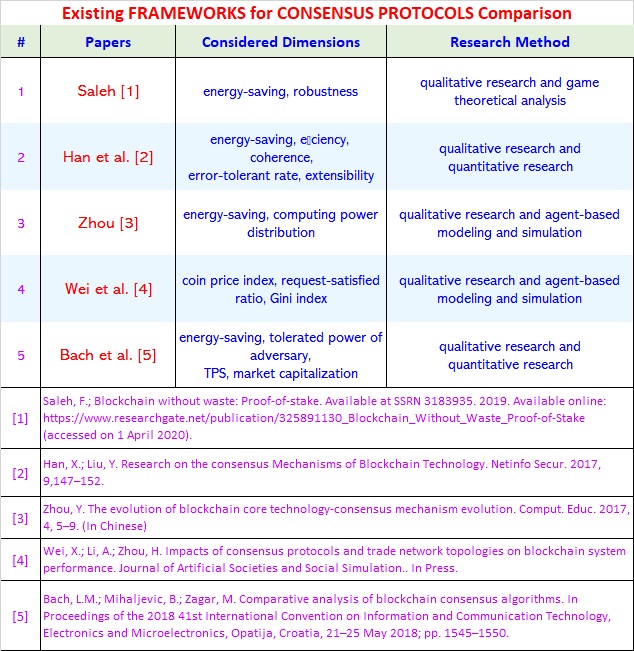 Existing FRAMEWORKS for CONSENSUS PROTOCOLS Comparison
# Papers Considered Dimensions Research Method
1 Saleh [1] energy-saving, robustness qualitative research and game
theoretical analysis
2 Han et al. [2] energy-saving, e▯ciency,
coherence,
error-tolerant rate, extensibility qualitative research and
quantitative research
3 Zhou [3] energy-saving, computing power
distribution qualitative research and agent-based
modeling and simulation
4 Wei et al. [4] coin price index, request-satisfied
ratio, Gini index qualitative research and agent-based
modeling and simulation
5 Bach et al. [5] energy-saving, tolerated power of
adversary,
TPS, market capitalization qualitative research and
quantitative research
[1] Saleh, F.; Blockchain without waste: Proof-of-stake. Available at SSRN 3183935. 2019. Available online:
https://www.researchgate.net/publication/325891130_Blockchain_Without_Waste_Proof-of-Stake
(accessed on 1 April 2020).
[2] Han, X.; Liu, Y. Research on the consensus Mechanisms of Blockchain Technology. Netinfo Secur. 2017,
9,147–152.
[3] Zhou, Y. The evolution of blockchain core technology-consensus mechanism evolution. Comput. Educ. 2017,
4, 5–9. (In Chinese)
[4] Wei, X.; Li, A.; Zhou, H. Impacts of consensus protocols and trade network topologies on blockchain system
performance. Journal of Artificial Societies and Social Simulation.. In Press.
[5] Bach, L.M.; Mihaljevic, B.; Zagar, M. Comparative analysis of blockchain consensus algorithms. In
Proceedings of the 2018 41st International Convention on Information and Communication Technology,
Electronics and Microelectronics, Opatija, Croatia, 21–25 May 2018; pp. 1545–1550.